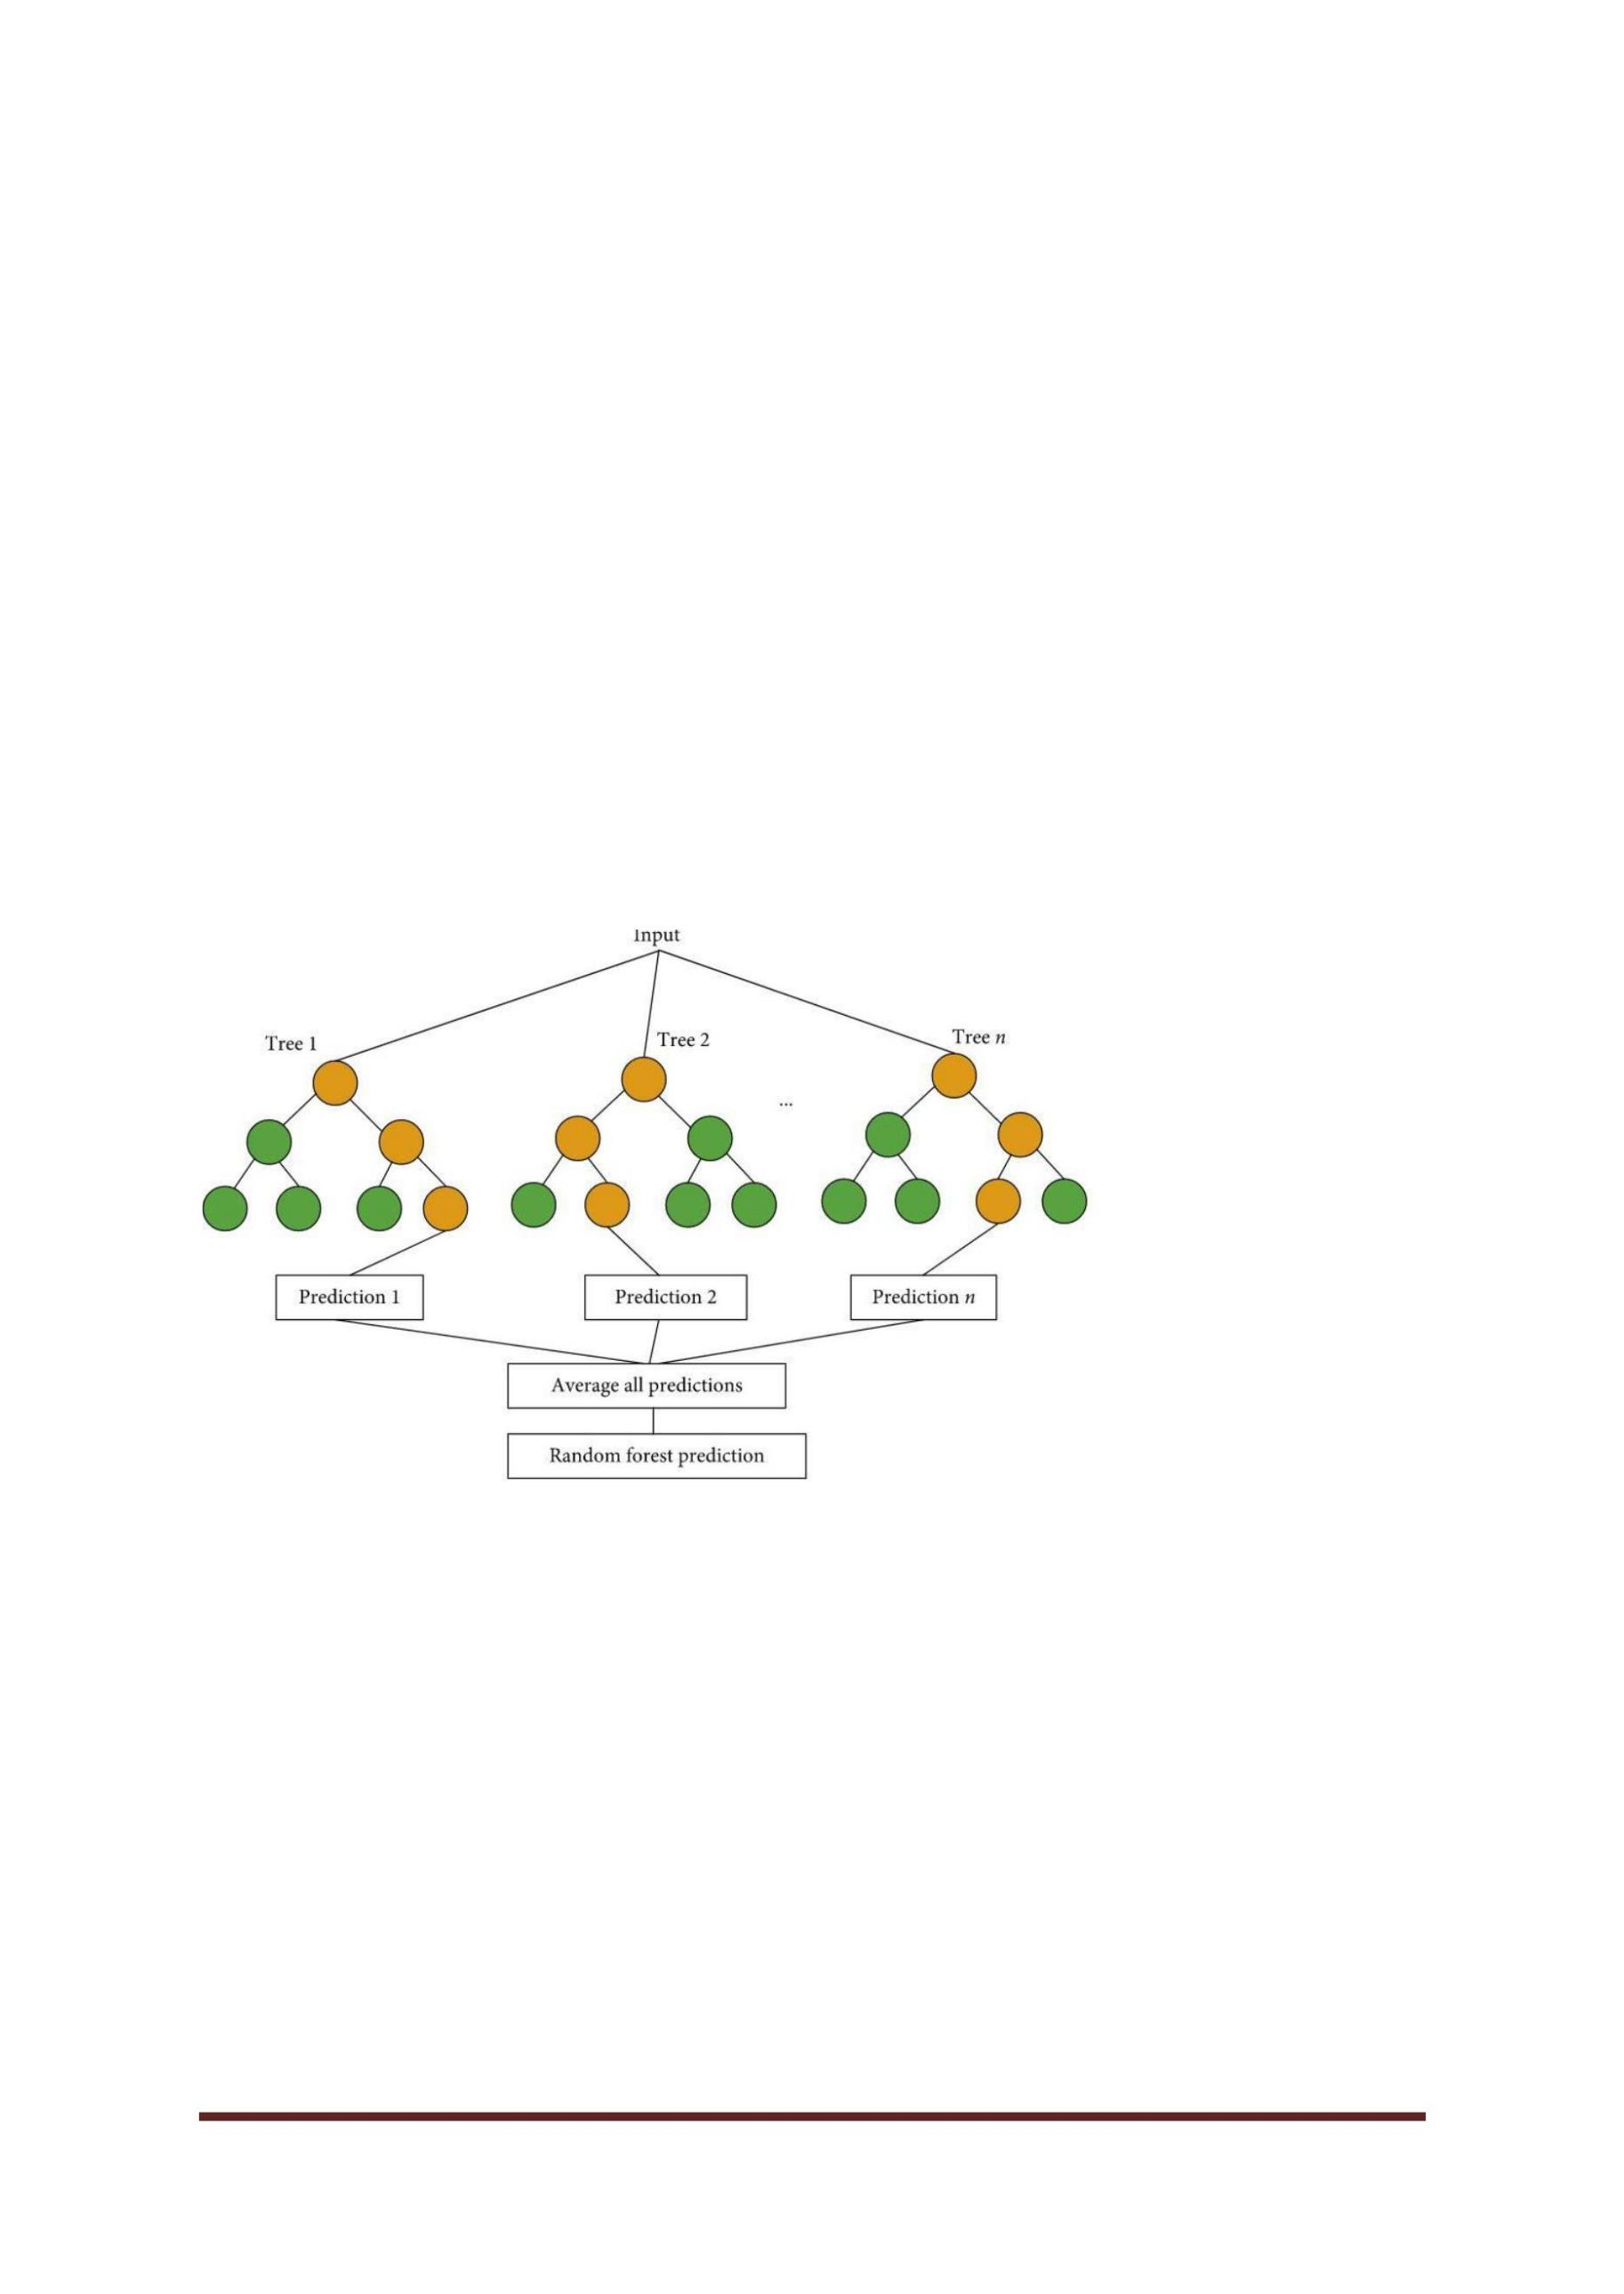 Input
Tree 1
Tree 2
Tree n
...
Prediction 1
Prediction 2
Prediction n
Average all predictions
Random forest prediction